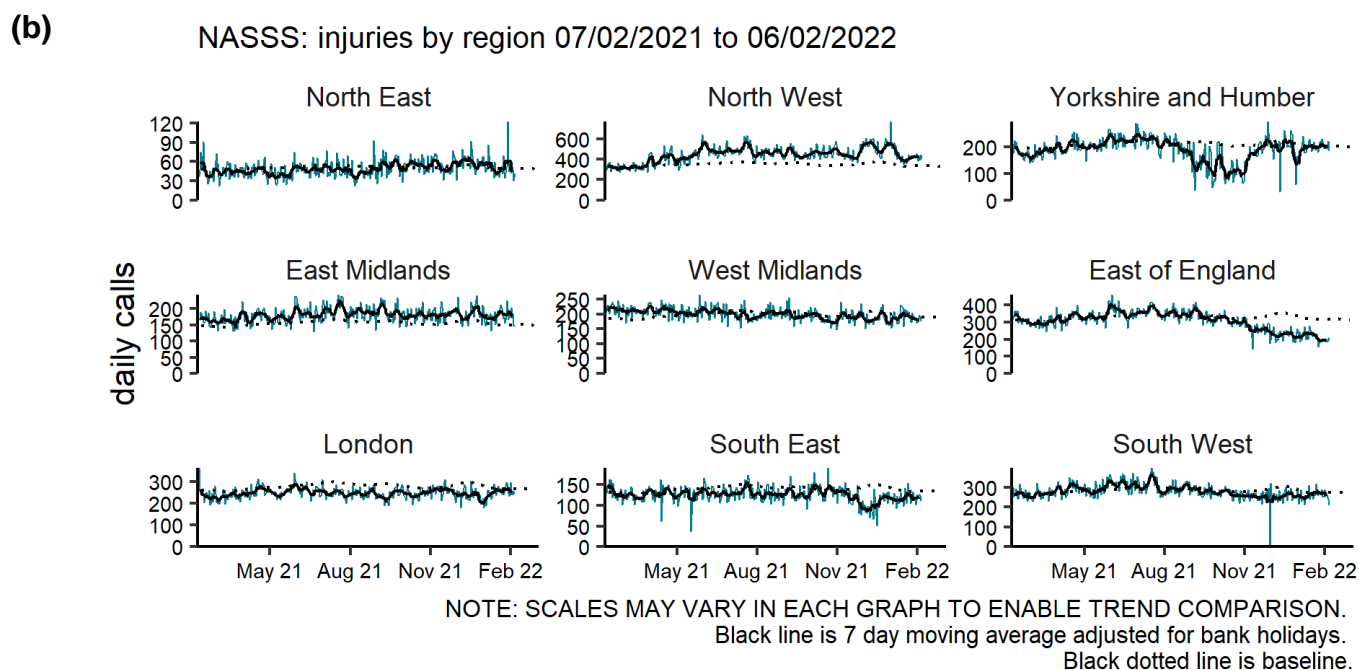 (b)
NASSS: injuries by region 07/02/2021 to 06/02/2022
daily calls
North East
120
90
60
30
0
North West
600
400
200
0
Yorkshire and Humber
200
100
0
East Midlands
200
150
100
50
0
West Midlands
250
200
150
100
50
0
East of England
400
300
200
100
0
London
300
200
100
0
May 21 Aug 21 Nov 21 Feb 22
South East
150
125
100
50
0
May 21 Aug 21 Nov 21 Feb 22
South West
300
200
100
0
May 21 Aug 21 Nov 21 Feb 22
NOTE: SCALES MAY VARY IN EACH GRAPH TO ENABLE TREND COMPARISON.
Black line is 7 day moving average adjusted for bank holidays.
Black dotted line is baseline.